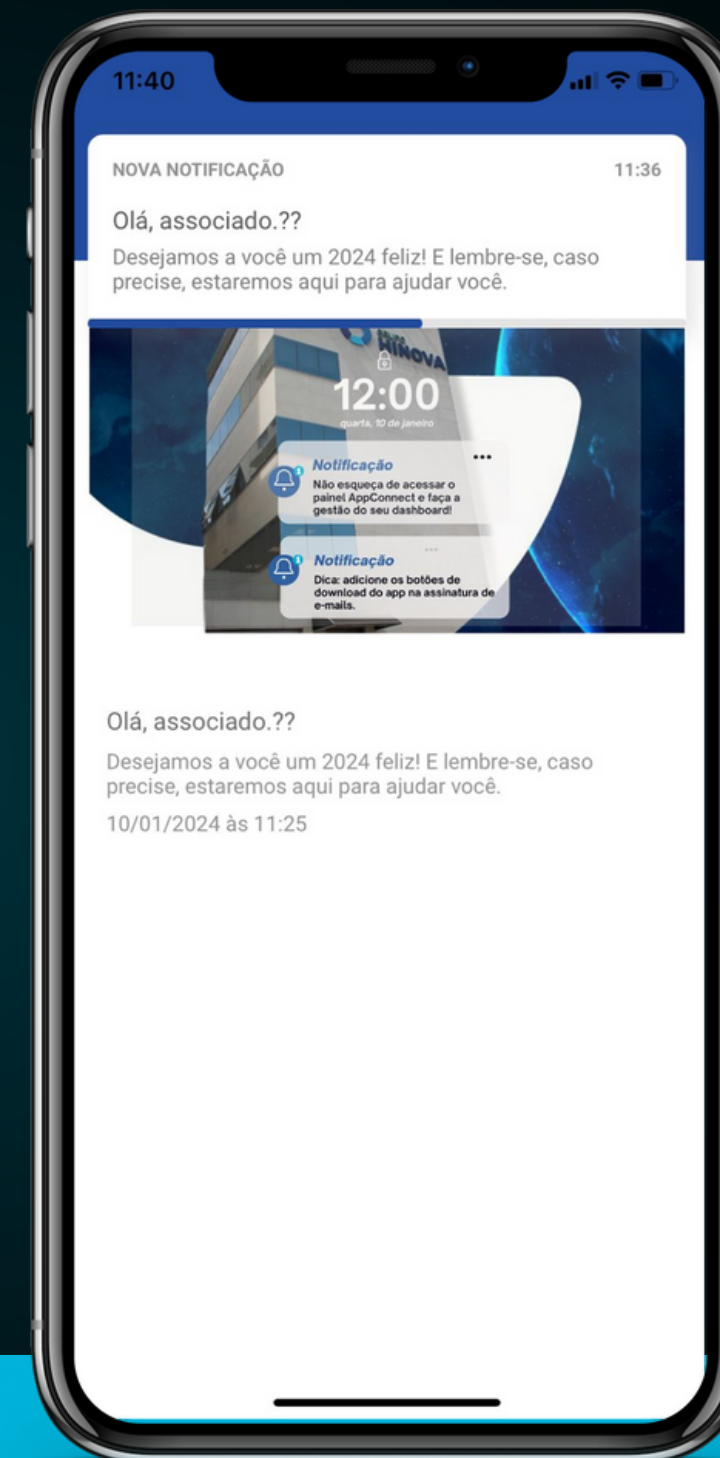 11:40
NOVA NOTIFICAÇÃO 11:36
Olá, associado.??
Desejamos a você um 2024 feliz! E lembre-se, caso
precise, estaremos aqui para ajudar você.
GRUPO
HINOVA
12:00
quarta, 10 de janeiro
Notificação
1
Não esqueça de acessar o
painel AppConnect e faça a
gestão do seu dashboard!
Notificação
1
Dica: adicione os botões de
download do app na assinatura de
e-mails.
Olá, associado.??
Desejamos a você um 2024 feliz! E lembre-se, caso
precise, estaremos aqui para ajudar você.
10/01/2024 às 11:25